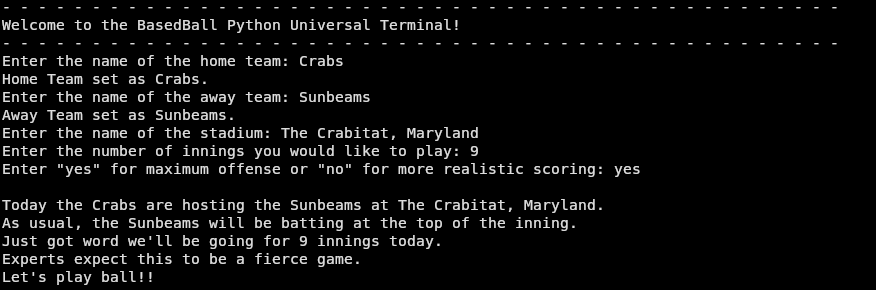 - - - - - - - - - - - - - - - - - - - - - - - - - - - - - - - - - - - - - - - - - - - - - - -
Welcome to the BasedBall Python Universal Terminal!
- - - - - - - - - - - - - - - - - - - - - - - - - - - - - - - - - - - - - - - - - - - - - - -
Enter the name of the home team: Crabs
Home Team set as Crabs.
Enter the name of the away team: Sunbeams
Away Team set as Sunbeams.
Enter the name of the stadium: The Crabitat, Maryland
Enter the number of innings you would like to play: 9
Enter "yes" for maximum offense or "no" for more realistic scoring: yes
Today the Crabs are hosting the Sunbeams at The Crabitat, Maryland.
As usual, the Sunbeams will be batting at the top of the inning.
Just got word we'll be going for 9 innings today.
Experts expect this to be a fierce game.
Let's play ball!!